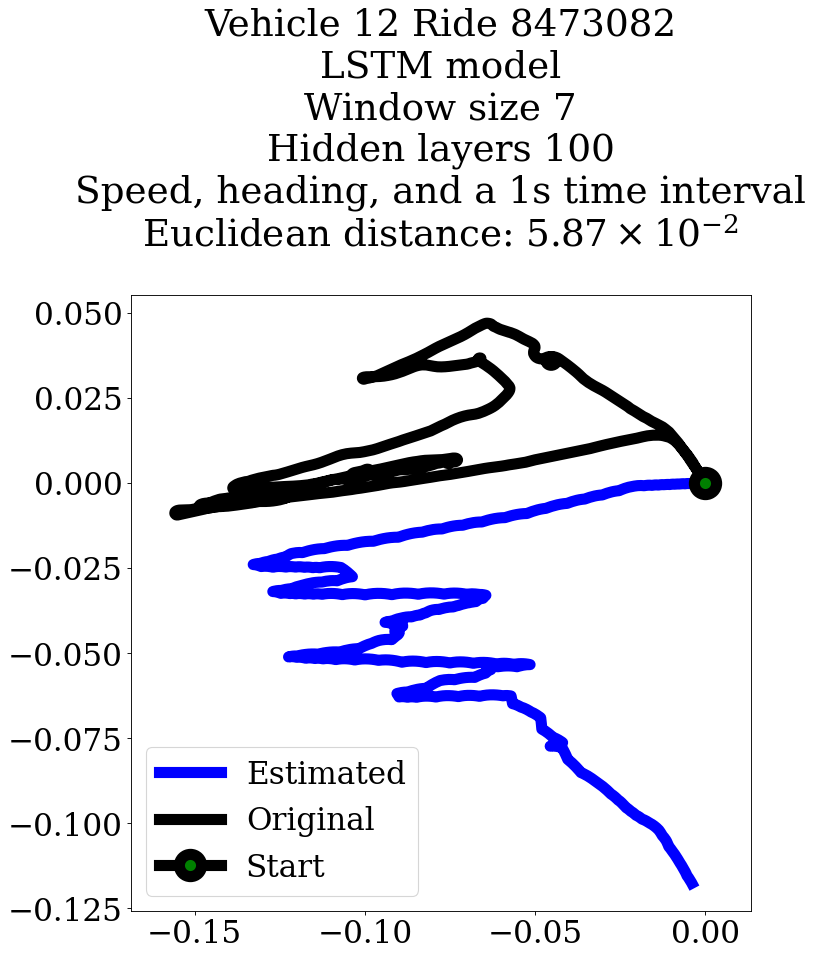 Vehicle 12 Ride 8473082
LSTM model
Window size 7
Hidden layers 100
Speed, heading, and a 1s time interval
Euclidean distance: 5.87 × 10⁻²
0.050
0.025
0.000
−0.025
−0.050
−0.075
−0.100
−0.125
Estimated
Original
Start
−0.15 −0.10 −0.05 0.00